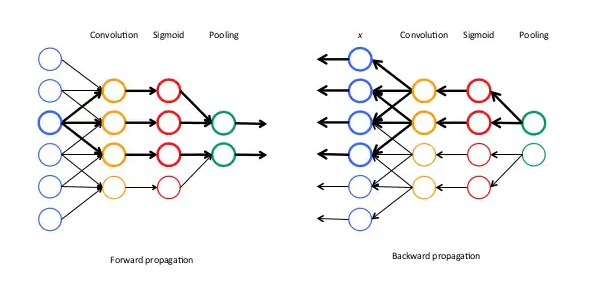 Convolution Sigmoid Pooling
x Convolution Sigmoid Pooling
Forward propagation
Backward propagation